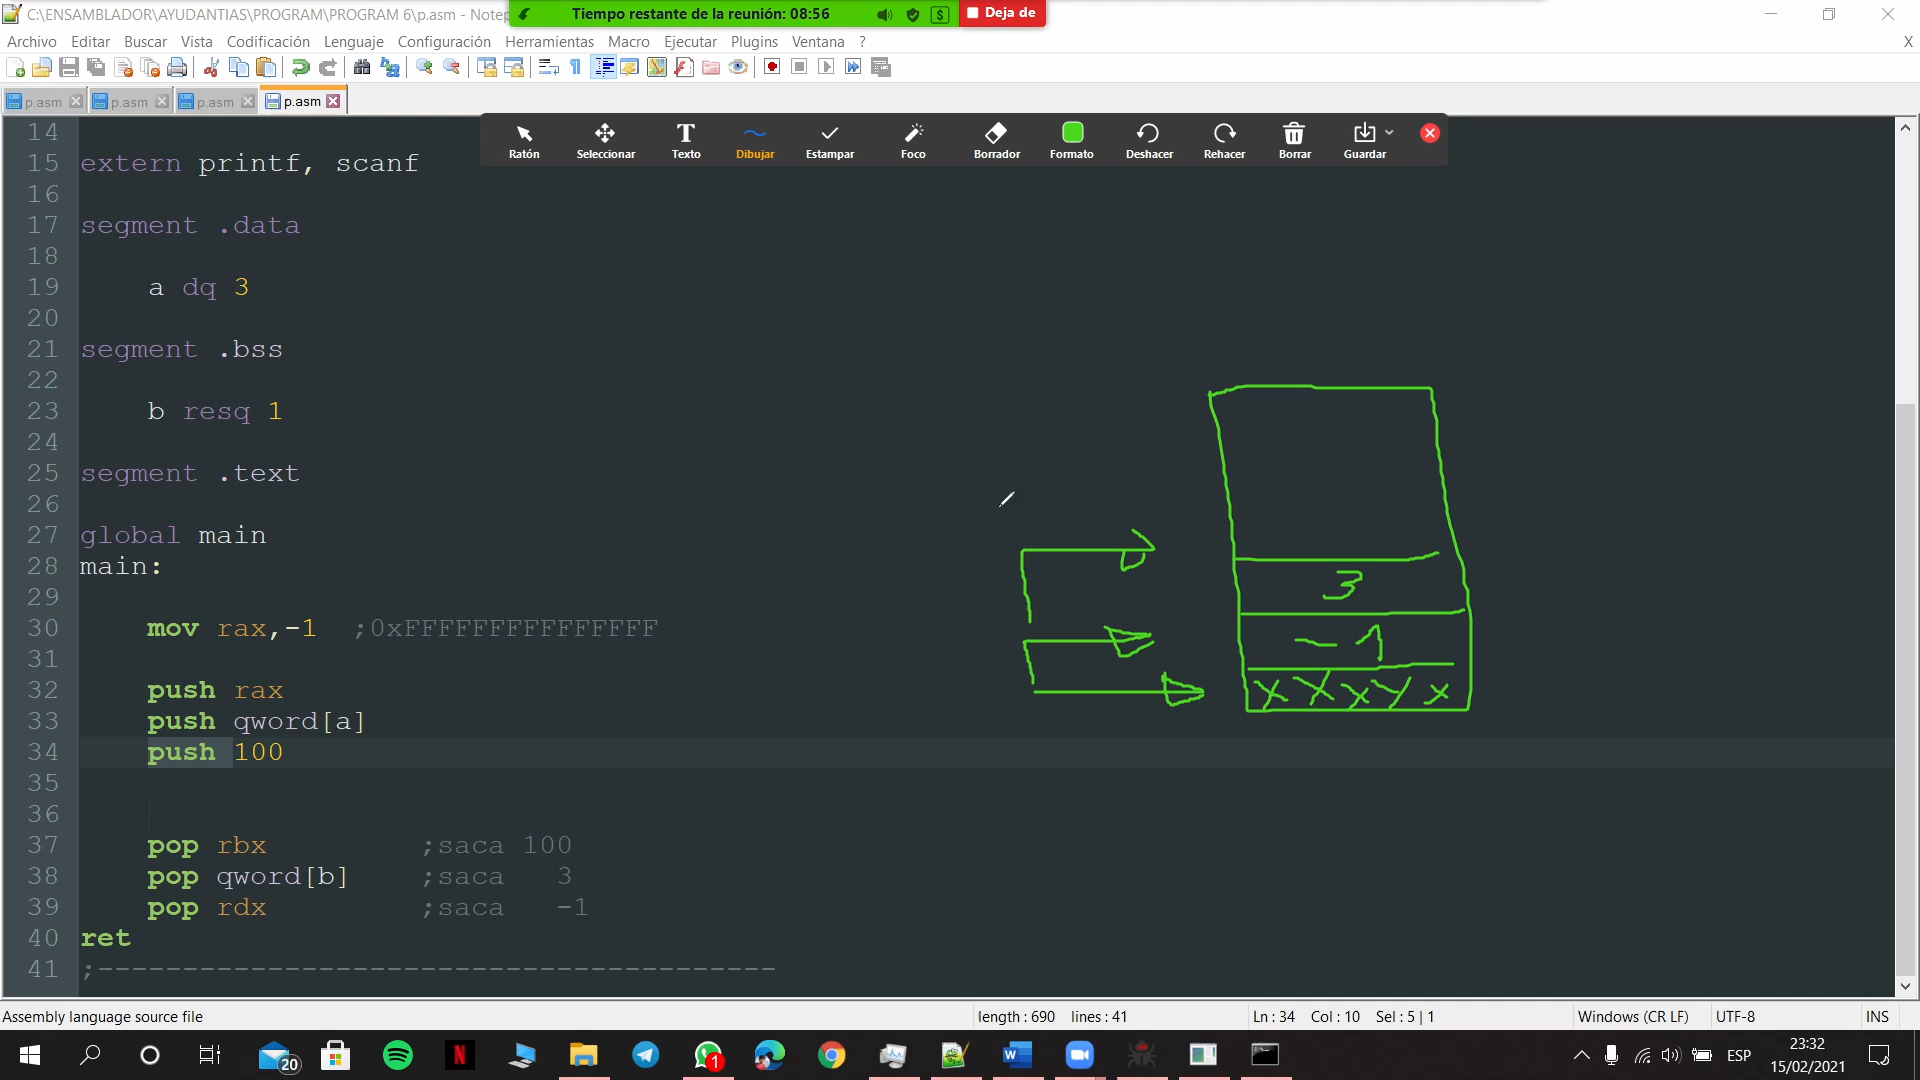 C:\ENSAMBLADOR\AYUDANTIAS\PROGRAM\PROGRAM 6\p.asm - Notep
Tiempo restante de la reunión: 08:56
Deja de
Archivo Editar Buscar Vista Codificación Lenguaje Configuración Herramientas Macro Ejecutar Plugins Ventana ? X
p.asm p.asm p.asm p.asm
Ratón Seleccionar Texto Dibujar Estampar Foco Borrador Formato Deshacer Rehacer Borrar Guardar
14
15 extern printf, scanf
16
17 segment .data
18
19 a dq 3
20
21 segment .bss
22
23 b resq 1
24
25 segment .text
26
27 global main
28 main:
29
30 mov rax,-1 ;0xFFFFFFFFFFFFFFFF
31
32 push rax
33 push qword[a]
34 push 100
35
36
37 pop rbx ;saca 100
38 pop qword[b] ;saca 3
39 pop rdx ;saca -1
40 ret
41 ;----------------------------------------
3
-1
X X X Y x
Assembly language source file length : 690 lines : 41 Ln : 34 Col : 10 Sel : 5 | 1 Windows (CR LF) UTF-8 INS
20
1
ESP
23:32
15/02/2021